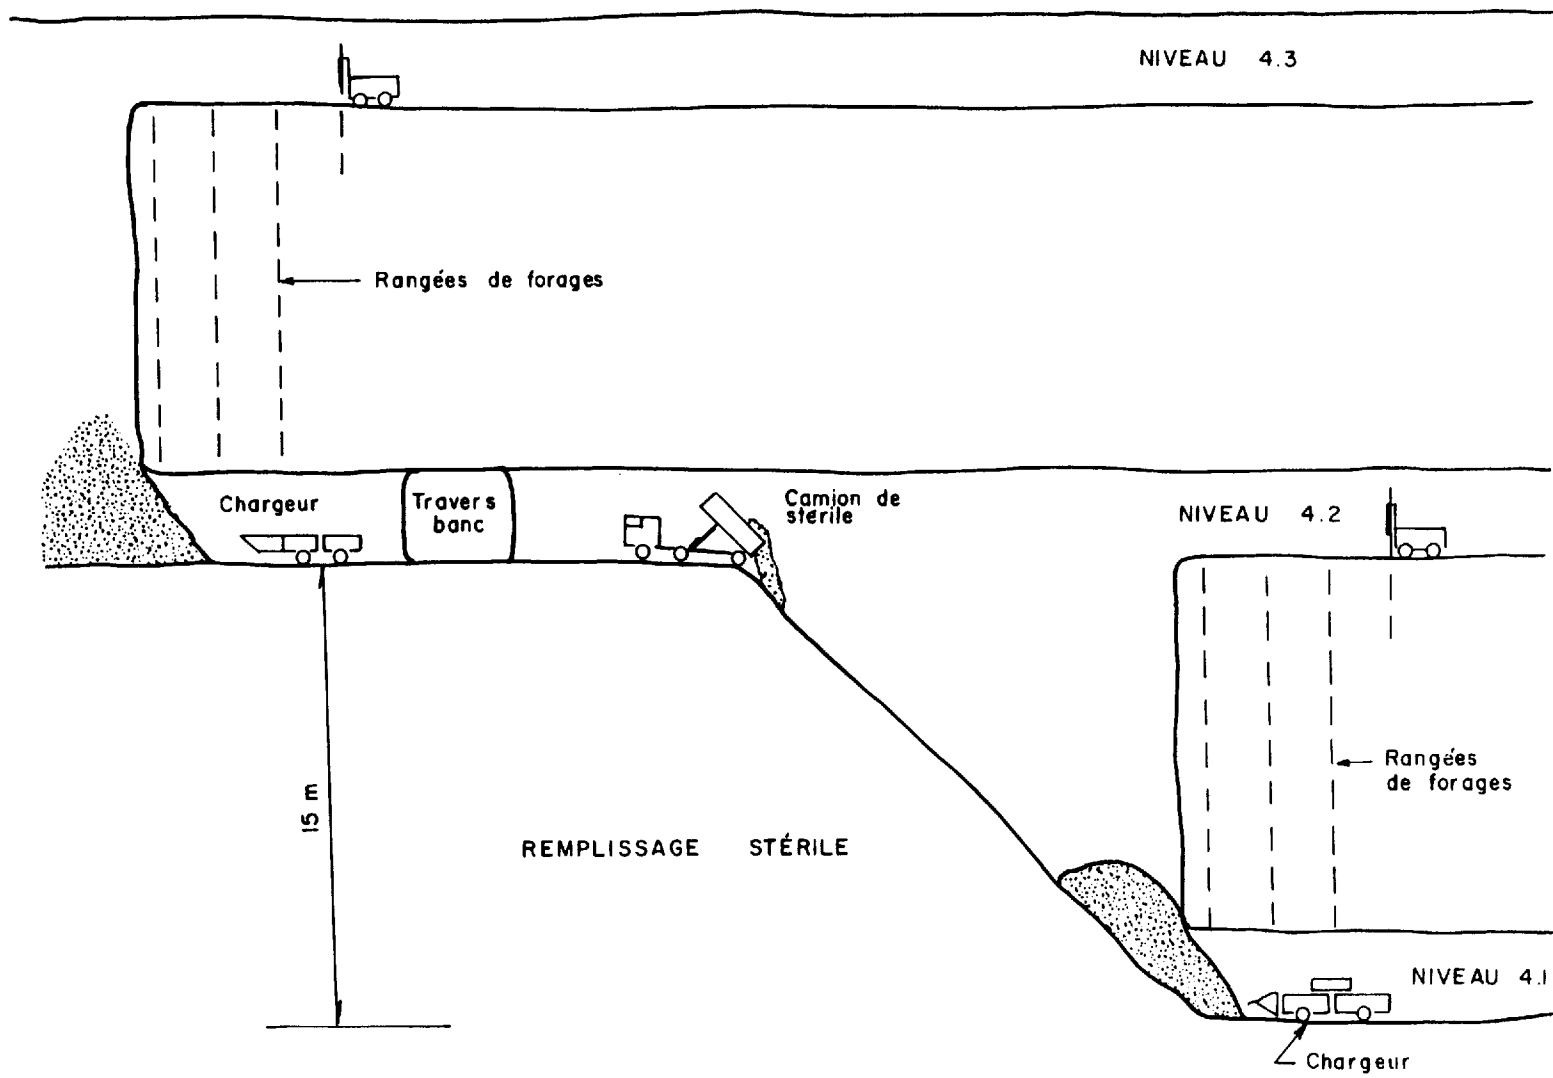 NIVEAU 4.3
Rangées de forages
Chargeur
Travers
banc
Camion de
stérile
NIVEAU 4.2
Rangées
de forages
15 m
REMPLISSAGE STÉRILE
NIVEAU 4.1
Chargeur